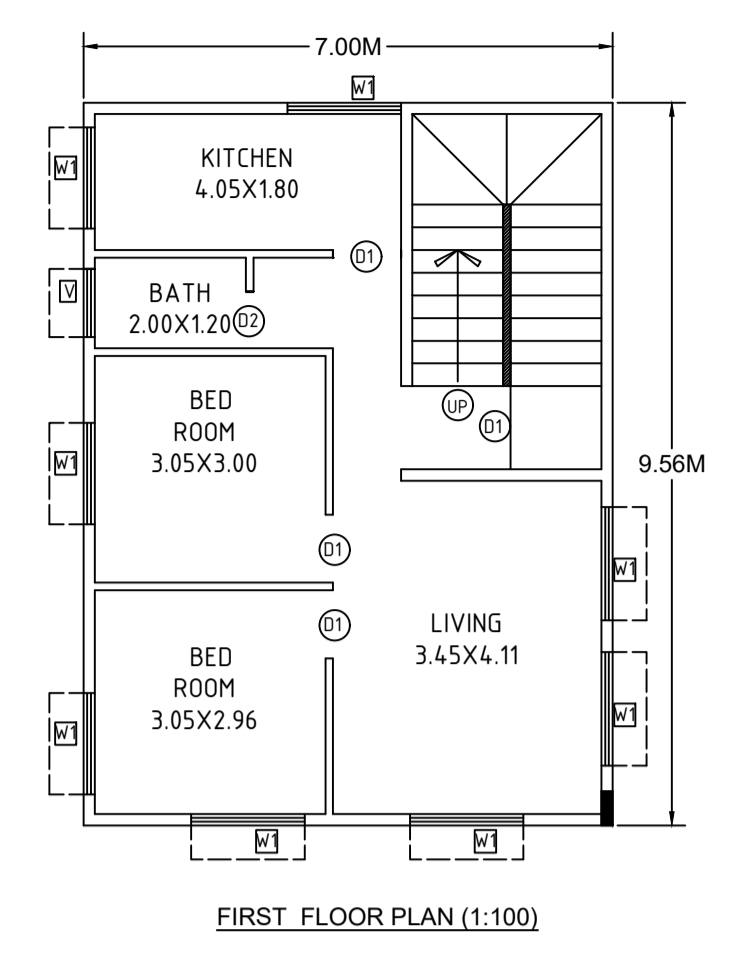 7.00M
W1
KITCHEN
4.05X1.80
W1
D1
V
BATH
2.00X1.20
D2
BED
ROOM
3.05X3.00
W1
UP
D1
9.56M
D1
W1
D1
LIVING
3.45X4.11
BED
ROOM
3.05X2.96
W1
W1
W1
W1
FIRST FLOOR PLAN (1:100)